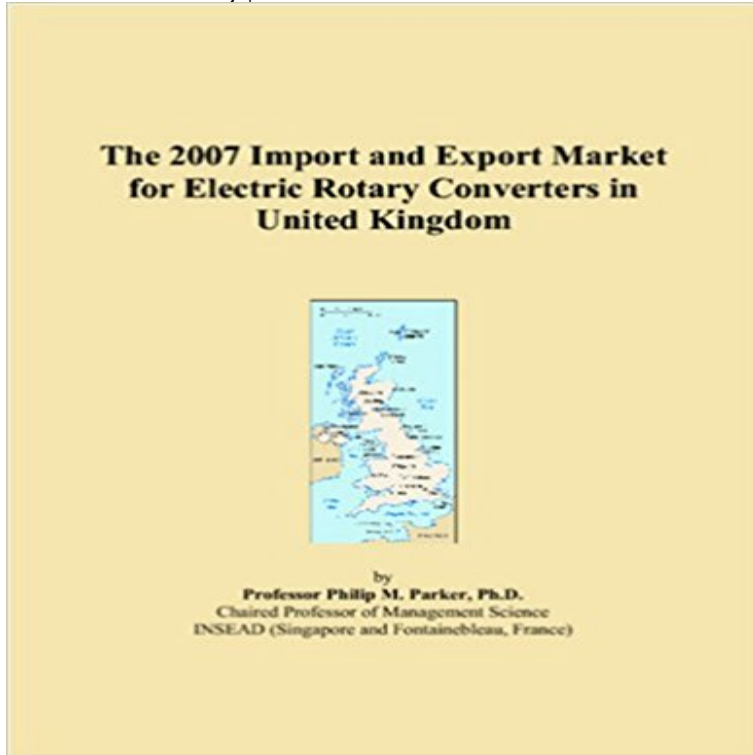 The 2007 Import and Export Market
for Electric Rotary Converters in
United Kingdom
by
Professor Philip M. Parker, Ph.D.
Chaired Professor of Management Science
INSEAD (Singapore and Fontainebleau, France)